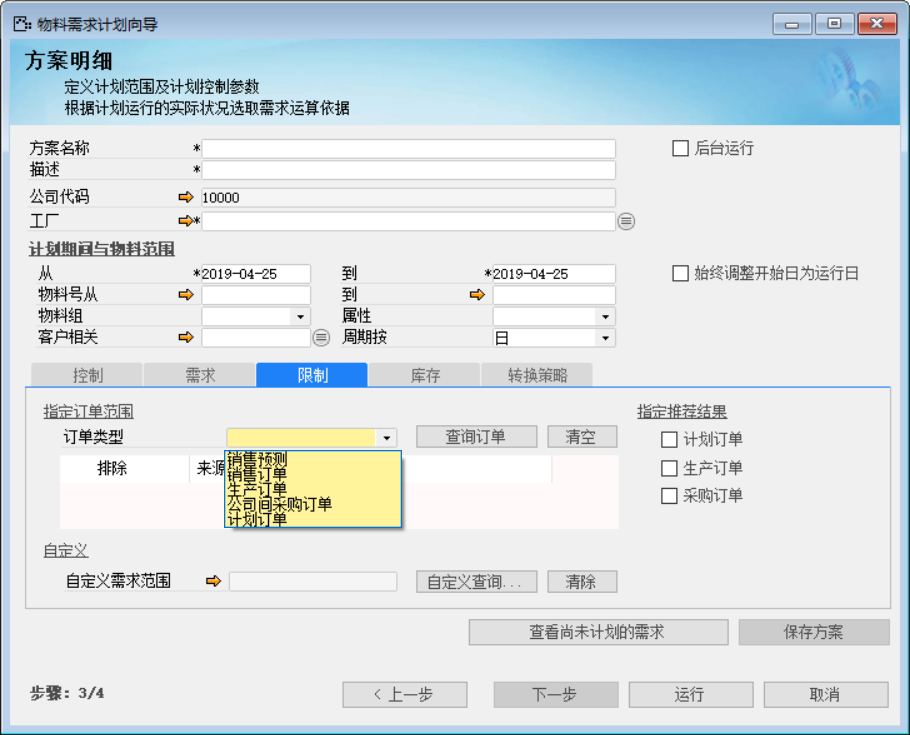 物料需求计划向导
方案明细
定义计划范围及计划控制参数
根据计划运行的实际状况选取需求运算依据
方案名称 * 后台运行
描述 *
公司代码 10000
工厂 *
计划期间与物料范围
从 *2019-04-25 到 *2019-04-25 始终调整开始日为运行日
物料号从 到
物料组 属性
客户相关 周期按 日
控制 需求 限制 库存 转换策略
指定订单范围 指定推荐结果
订单类型 查询订单 清空 计划订单
排除 来源
销售预测
销售订单
生产订单
公司间采购订单
计划订单
生产订单
采购订单
自定义
自定义需求范围 自定义查询... 清除
查看尚未计划的需求 保存方案
步骤: 3/4 < 上一步 下一步 运行 取消